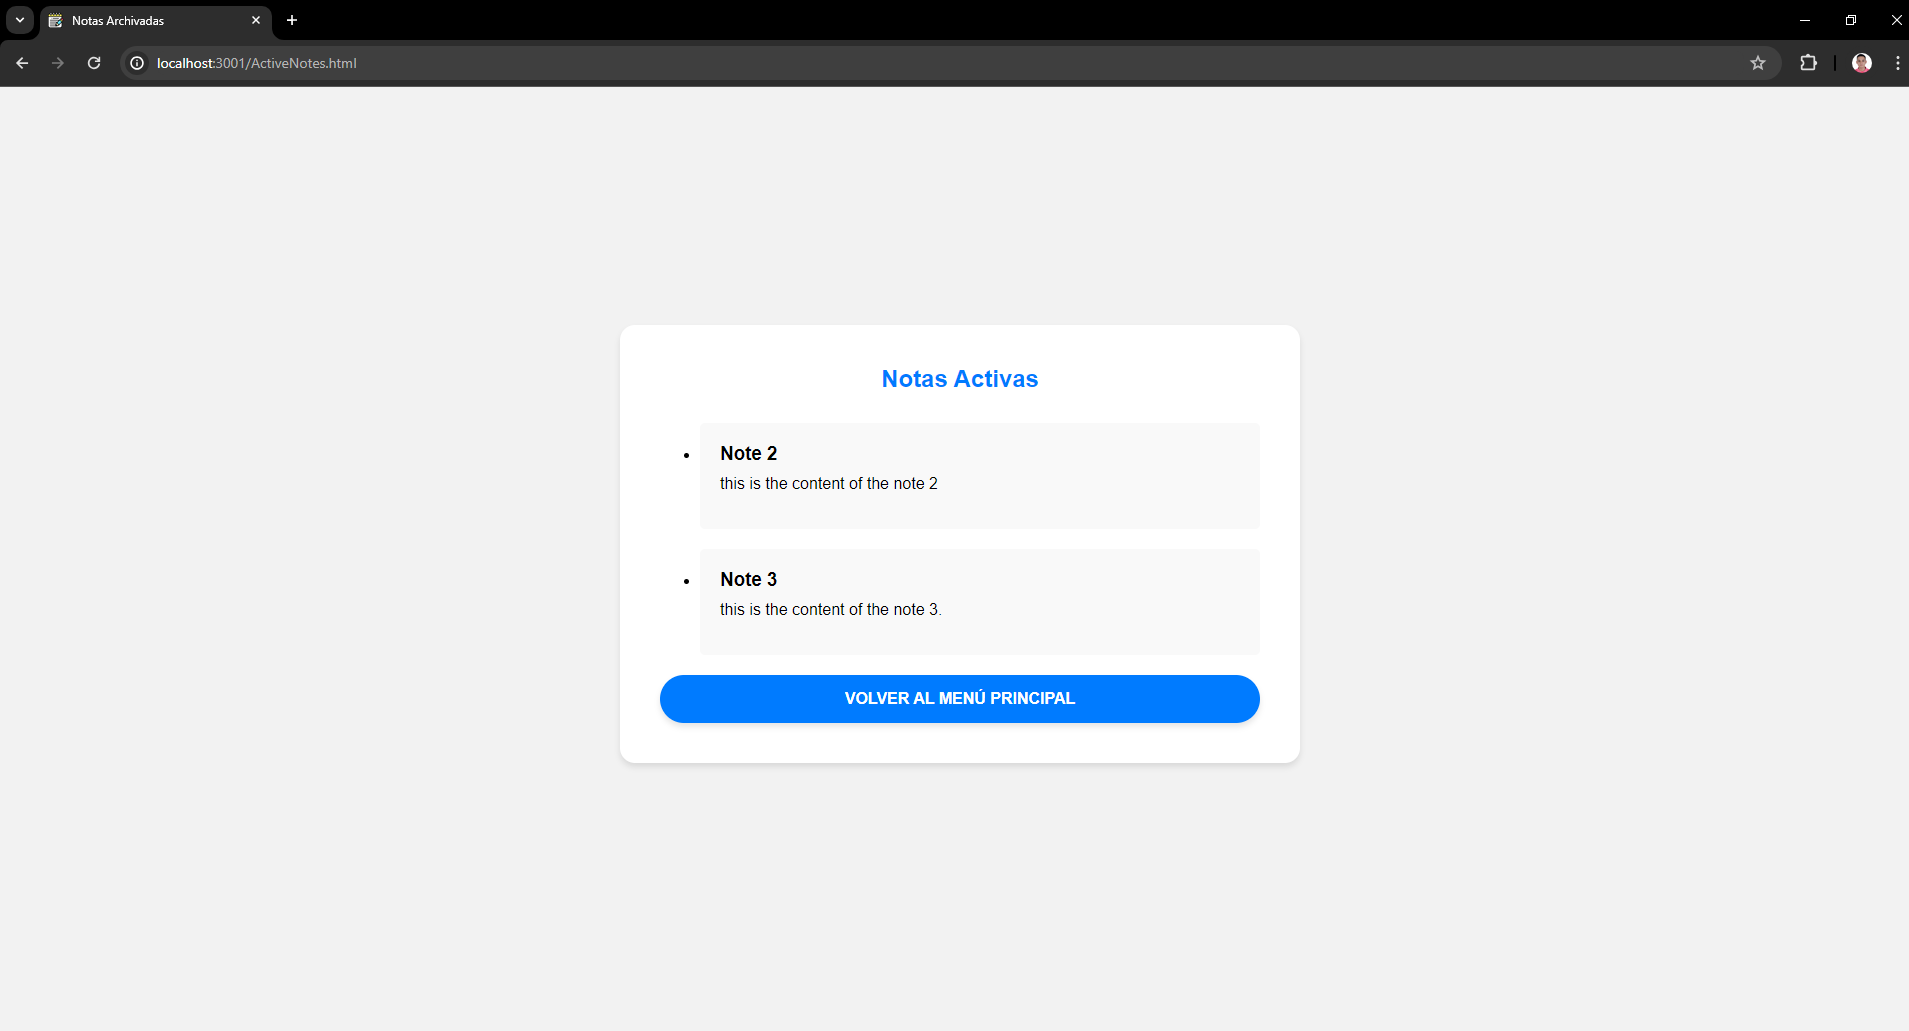 Notas Archivadas
localhost:3001/ActiveNotes.html
Notas Activas
Note 2
this is the content of the note 2
Note 3
this is the content of the note 3.
VOLVER AL MENÚ PRINCIPAL